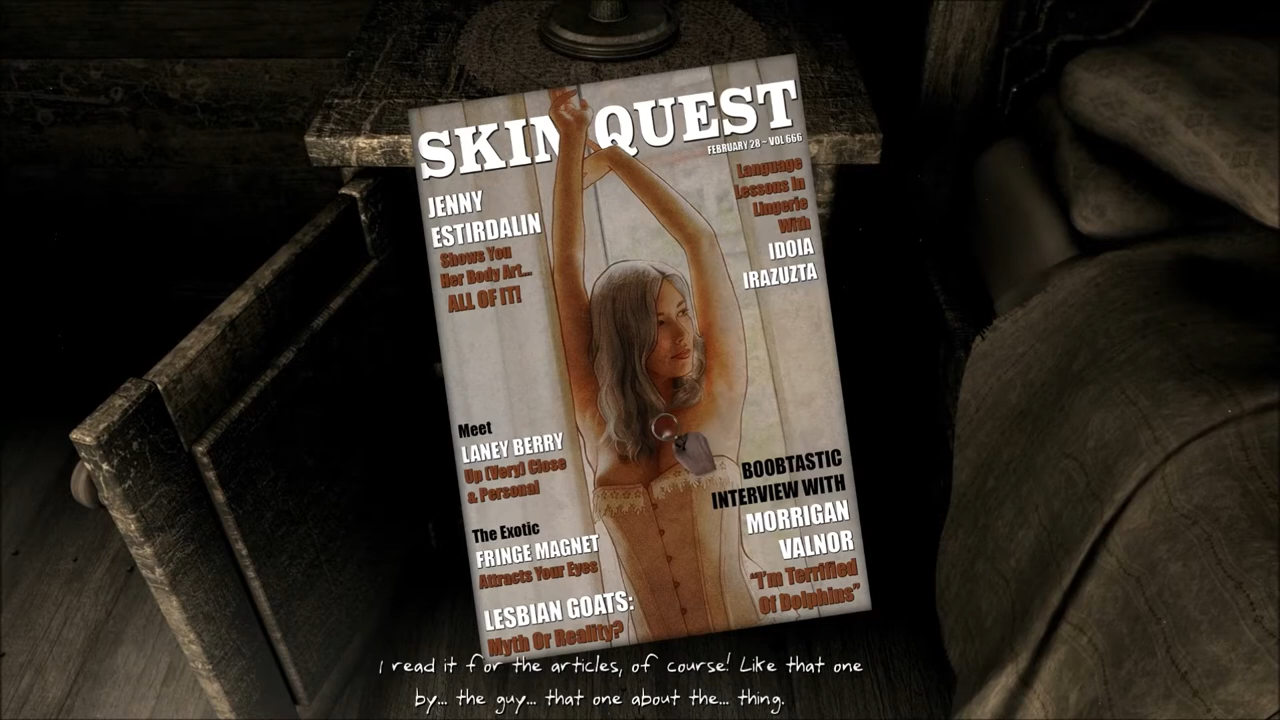 SKIN QUEST
FEBRUARY 28 ~ VOL 666
JENNY
ESTIRDALIN
Shows You
Her Body Art...
ALL OF IT!
Language
Lessons In
Lingerie
With
IDOIA
IRAZUZTA
Meet
LANEY BERRY
Up (Very) Close
& Personal
The Exotic
FRINGE MAGNET
Attracts Your Eyes
LESBIAN GOATS:
Myth Or Reality?
BOOBTASTIC
INTERVIEW WITH
MORRIGAN
VALNOR
"I'm Terrified
Of Dolphins"
I read it for the articles, of course! Like that one
by... the guy... that one about the... thing.